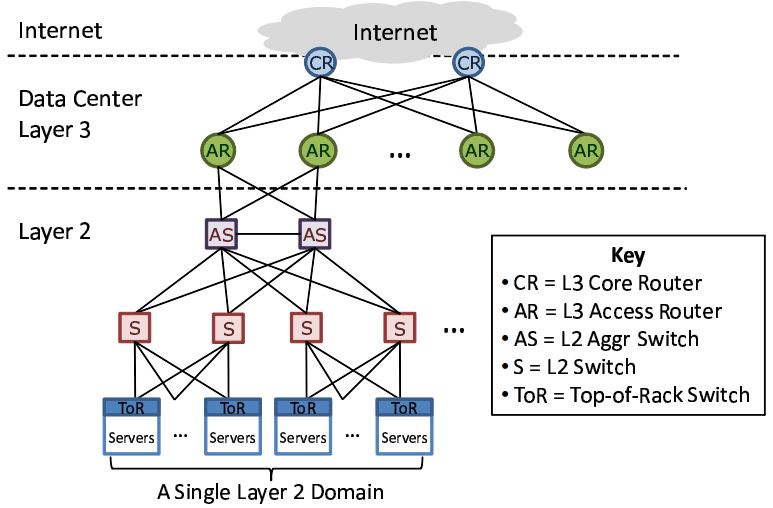 Internet
Internet
CR CR
Data Center
Layer 3
AR AR ... AR AR
Layer 2
AS AS
Key
• CR = L3 Core Router
• AR = L3 Access Router
• AS = L2 Aggr Switch
• S = L2 Switch
• ToR = Top-of-Rack Switch
S S S S ...
ToR ToR ToR ToR
Servers ... Servers Servers ... Servers
A Single Layer 2 Domain